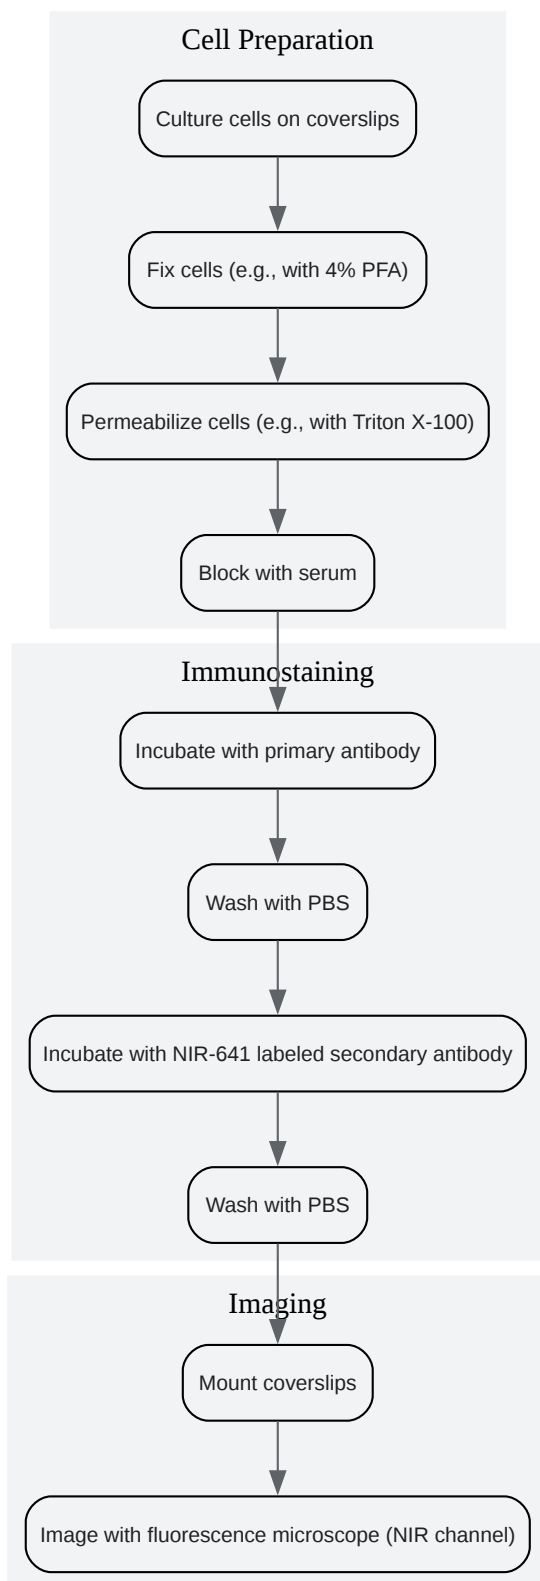 Cell Preparation
Culture cells on coverslips
Fix cells (e.g., with 4% PFA)
Permeabilize cells (e.g., with Triton X-100)
Block with serum
Immunostaining
Incubate with primary antibody
Wash with PBS
Incubate with NIR-641 labeled secondary antibody
Wash with PBS
Imaging
Mount coverslips
Image with fluorescence microscope (NIR channel)